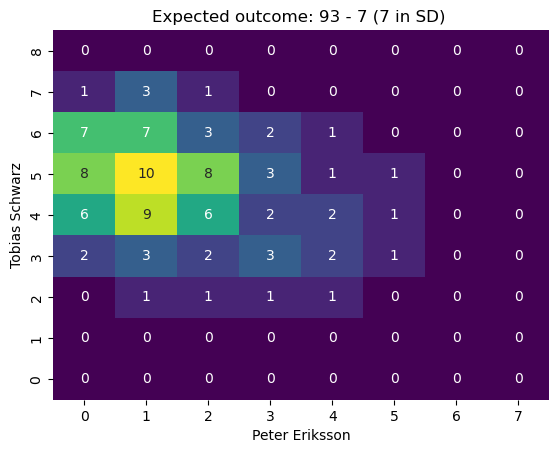 Expected outcome: 93 - 7 (7 in SD)
Tobias Schwarz
8 0 0 0 0 0 0 0 0
7 1 3 1 0 0 0 0 0
6 7 7 3 2 1 0 0 0
5 8 10 8 3 1 1 0 0
4 6 9 6 2 2 1 0 0
3 2 3 2 3 2 1 0 0
2 0 1 1 1 1 0 0 0
1 0 0 0 0 0 0 0 0
0 0 0 0 0 0 0 0 0
0 1 2 3 4 5 6 7
Peter Eriksson